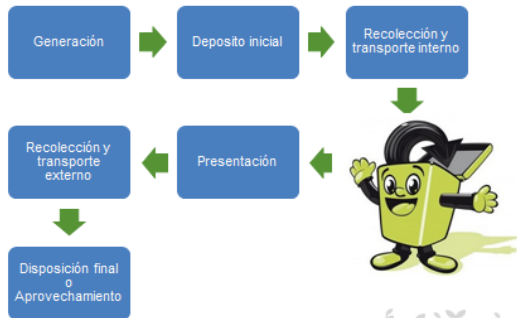 Generación
Deposito inicial
Recolección y
transporte interno
Presentación
Recolección y
transporte
externo
Disposición final
o
Aprovechamiento